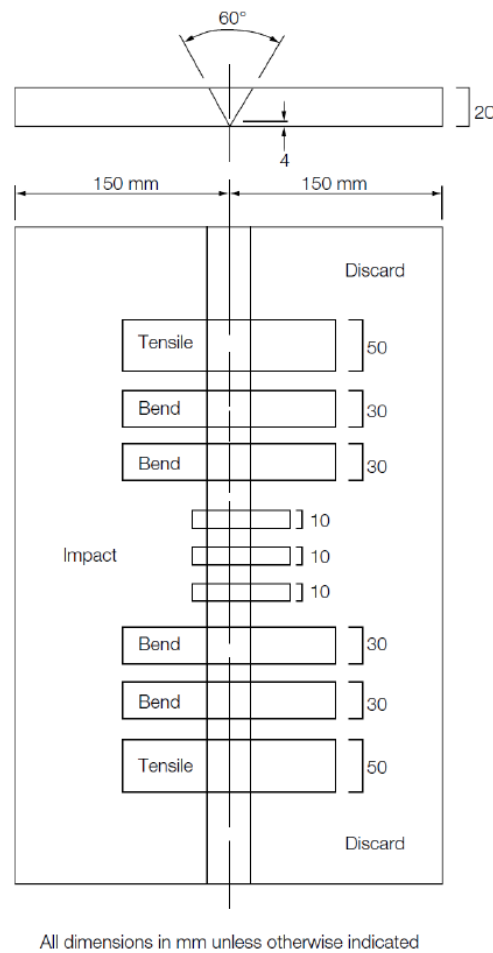 60°
20
4
150 mm 150 mm
Discard
Tensile 50
Bend 30
Bend 30
10
Impact 10
10
Bend 30
Bend 30
Tensile 50
Discard
All dimensions in mm unless otherwise indicated